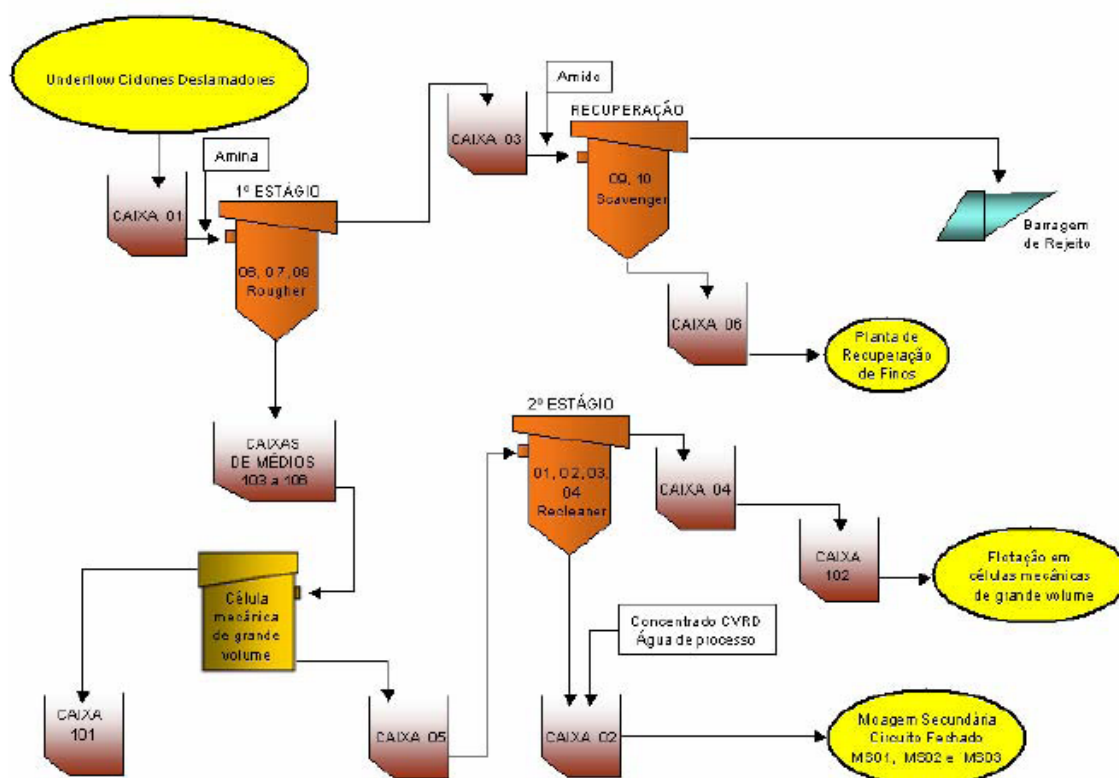 Underflow Ciclones Deslamadores
Amina
CAIXA 01
1º ESTÁGIO
06, 07, 09
Rougher
CAIXA 03
Amido
RECUPERAÇÃO
09, 10
Scavenger
Barragem
de Rejeito
CAIXA 06
Planta de
Recuperação
de Finos
CAIXAS
DE MÉDIOS
103 a 106
2º ESTÁGIO
01, 02, 03,
04
Recleaner
CAIXA 04
CAIXA
102
Flotação em
células mecânicas
de grande volume
Célula
mecânica
de grande
volume
Concentrado CVRD
Água de processo
CAIXA
101
CAIXA 05
CAIXA 02
Moagem Secundária
Circuito Fechado
MS01, MS02 e MS03